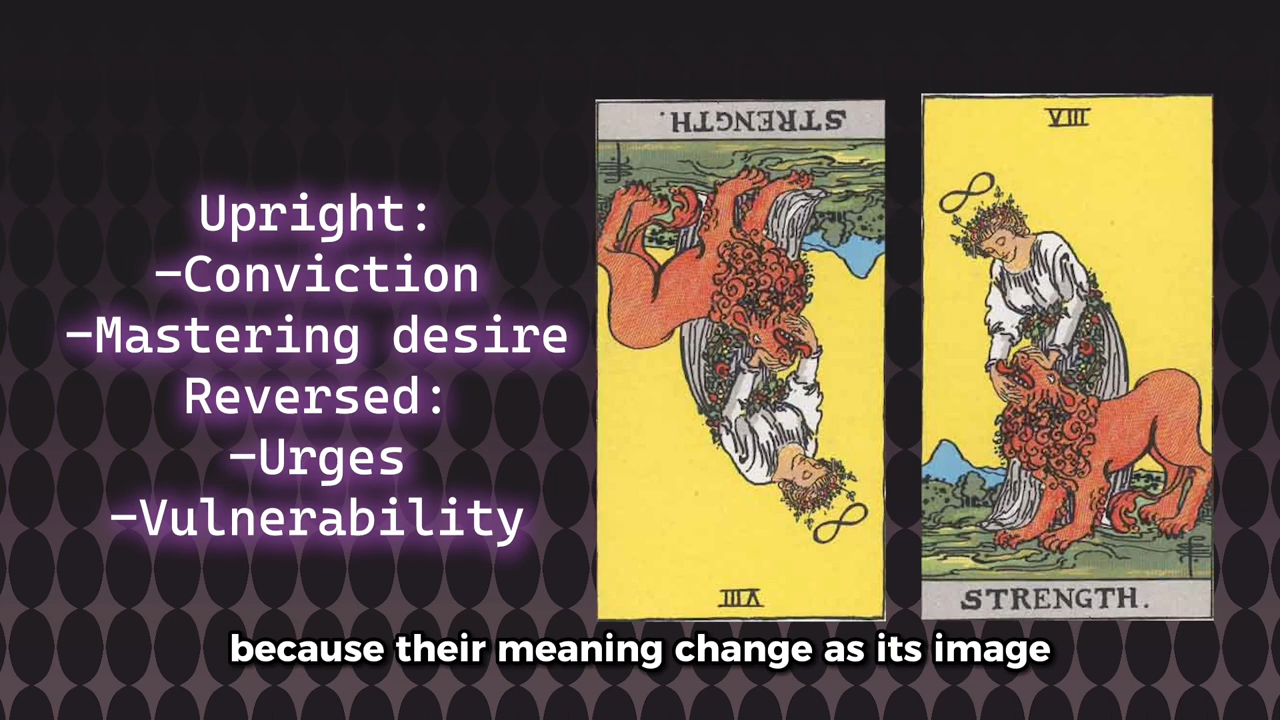 Upright:
–Conviction
–Mastering desire
Reversed:
–Urges
–Vulnerability
STRENGTH.
VIII
VIII
STRENGTH.
because their meaning change as its image